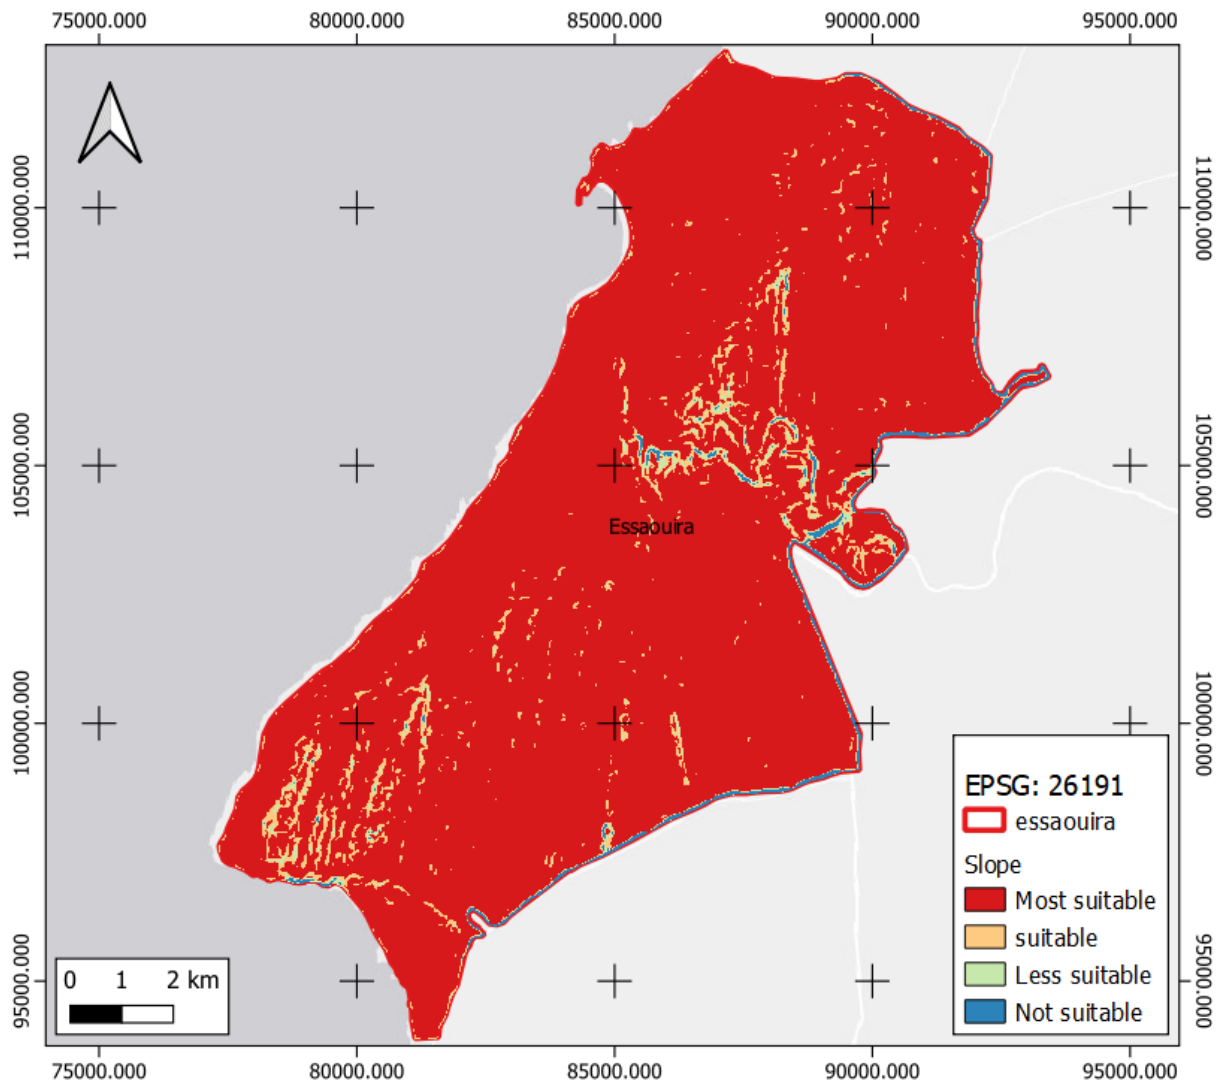 75000.000 80000.000 85000.000 90000.000 95000.000
110000.000 110000.000
105000.000 105000.000
Essaouira
100000.000 100000.000
EPSG: 26191
essaouira
Slope
Most suitable
suitable
Less suitable
Not suitable
0 1 2 km
95000.000 95000.000
75000.000 80000.000 85000.000 90000.000 95000.000